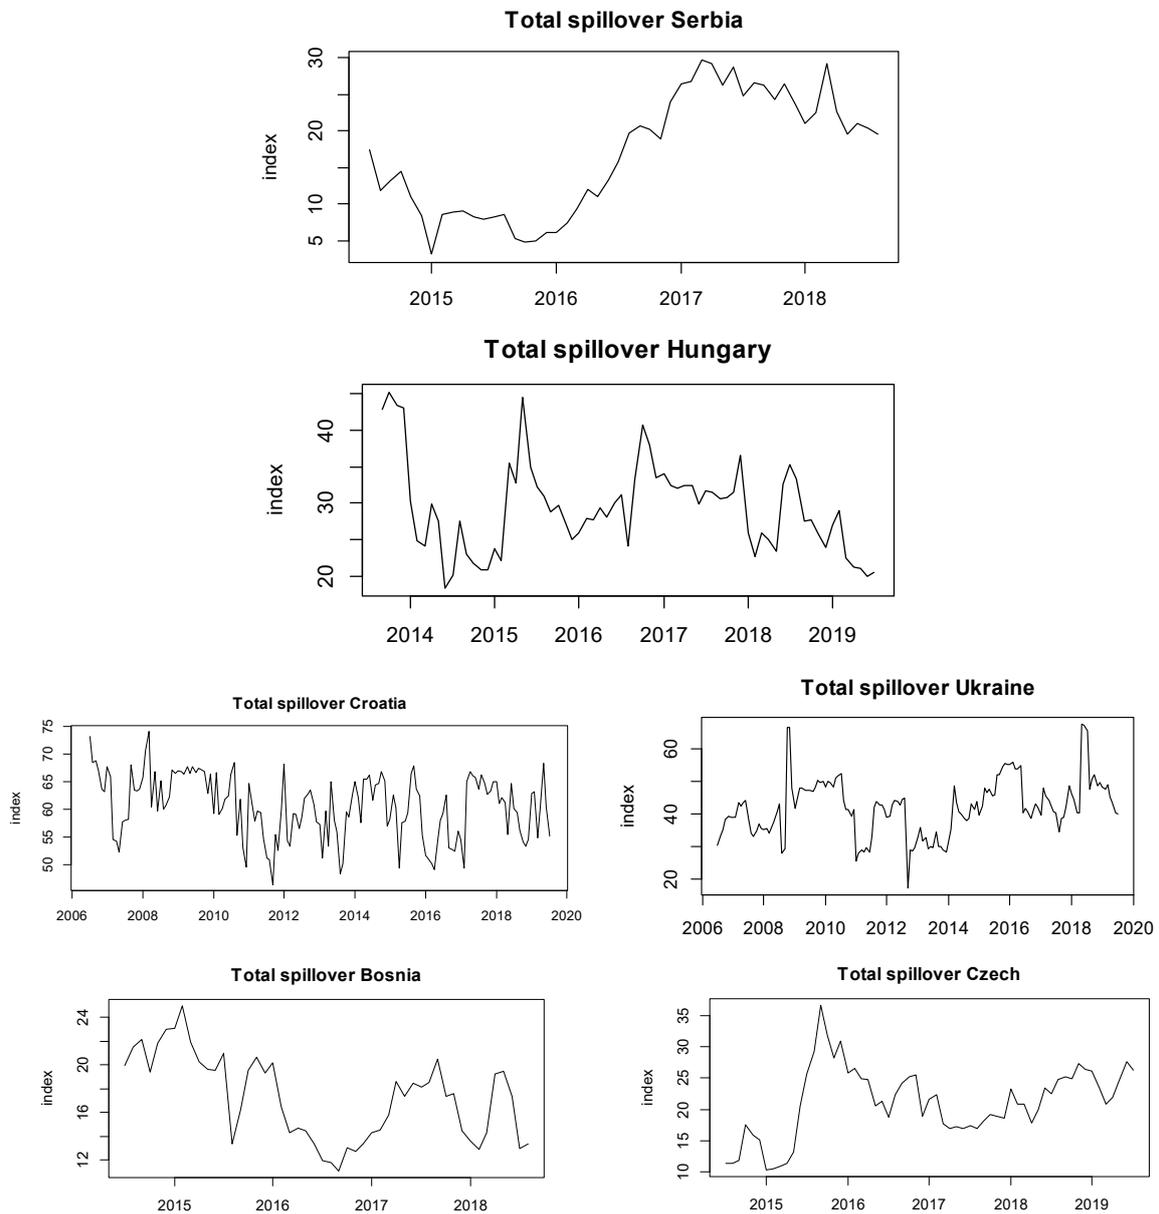 Total spillover Serbia
index
30
20
10
5
2015 2016 2017 2018
Total spillover Hungary
index
40
30
20
2014 2015 2016 2017 2018 2019
Total spillover Croatia
index
75
70
65
60
55
50
2006 2008 2010 2012 2014 2016 2018 2020
Total spillover Ukraine
index
60
40
20
2006 2008 2010 2012 2014 2016 2018 2020
Total spillover Bosnia
index
24
20
16
12
2015 2016 2017 2018
Total spillover Czech
index
35
30
25
20
15
10
2015 2016 2017 2018 2019